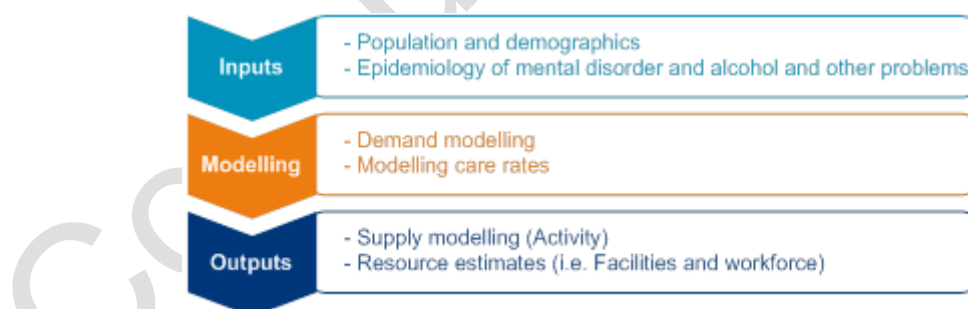 Inputs
- Population and demographics
- Epidemiology of mental disorder and alcohol and other problems
Modelling
- Demand modelling
- Modelling care rates
Outputs
- Supply modelling (Activity)
- Resource estimates (i.e. Facilities and workforce)